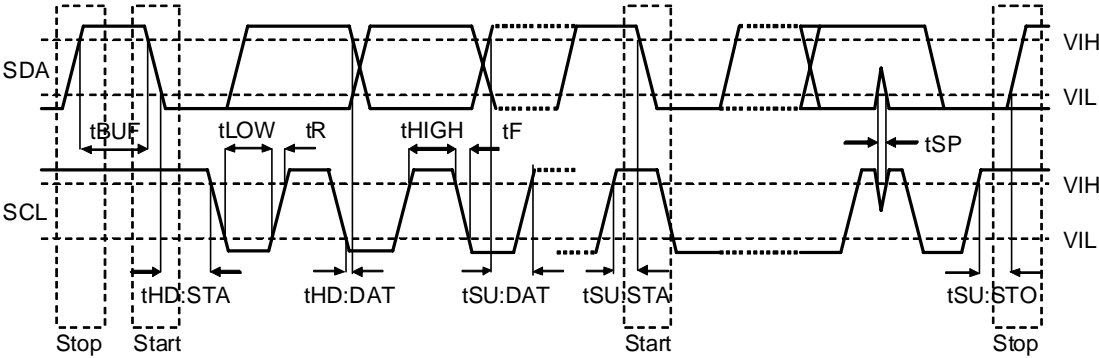 VIH
SDA
VIL
tBUF tLOW tR tHIGH tF
tSP
VIH
SCL
VIL
tHD:STA tHD:DAT tSU:DAT tSU:STA tSU:STO
Stop Start Start Stop